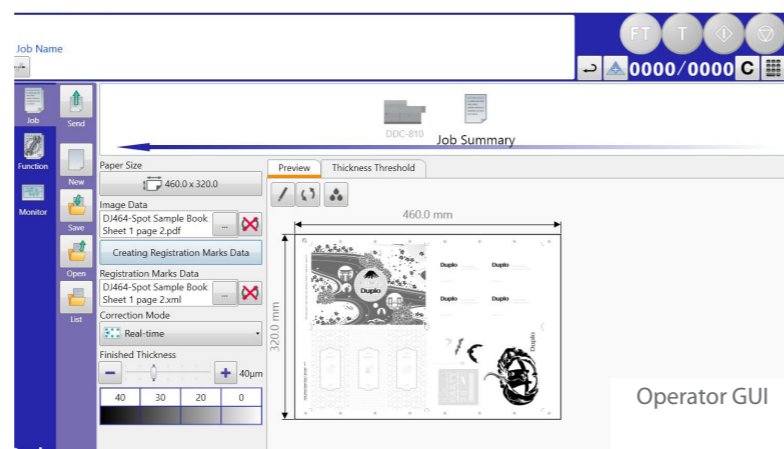 Job Name
FT T
0000/0000 C
Job
Function
Monitor
Send
New
Save
Open
List
DDC-810
Job Summary
Paper Size
460.0 x 320.0
Image Data
DJ464-Spot Sample Book
Sheet 1 page 2.pdf
...
Creating Registration Marks Data
Registration Marks Data
DJ464-Spot Sample Book
Sheet 1 page 2.xml
...
Correction Mode
Real-time
Finished Thickness
40μm
40 30 20 0
Preview Thickness Threshold
460.0 mm
320.0 mm
Duplo
Duplo Duplo
Duplo Duplo
Duplo
Operator GUI